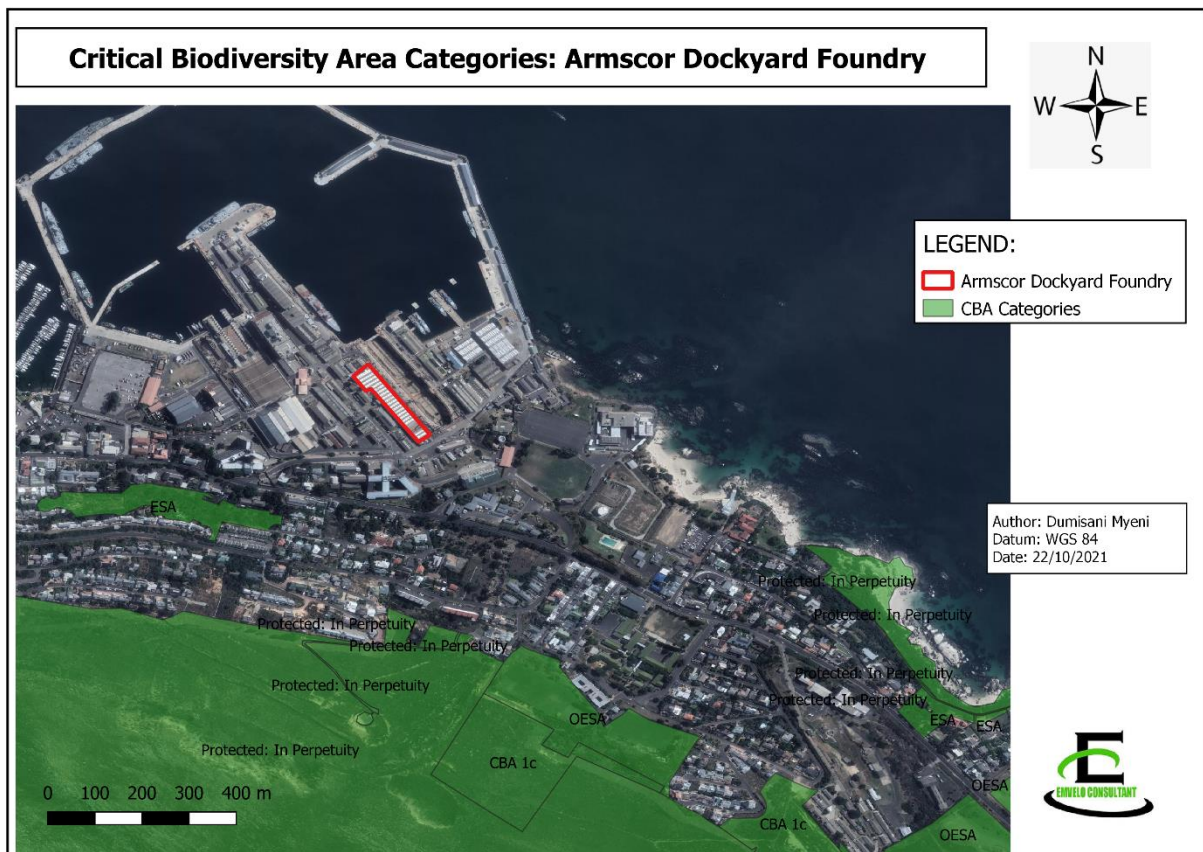 Critical Biodiversity Area Categories: Armscor Dockyard Foundry
N
W
E
S
LEGEND:
Armscor Dockyard Foundry
CBA Categories
Author: Dumisani Myeni
Datum: WGS 84
Date: 22/10/2021
ESA
Protected: In Perpetuity
Protected: In Perpetuity
Protected: In Perpetuity
Protected: In Perpetuity
Protected: In Perpetuity
Protected: In Perpetuity
Protected: In Perpetuity
Protected: In Perpetuity
OESA
ESA
ESA
CBA 1c
OESA
CBA 1c
OESA
0 100 200 300 400 m
E
EMVELO CONSULTANT